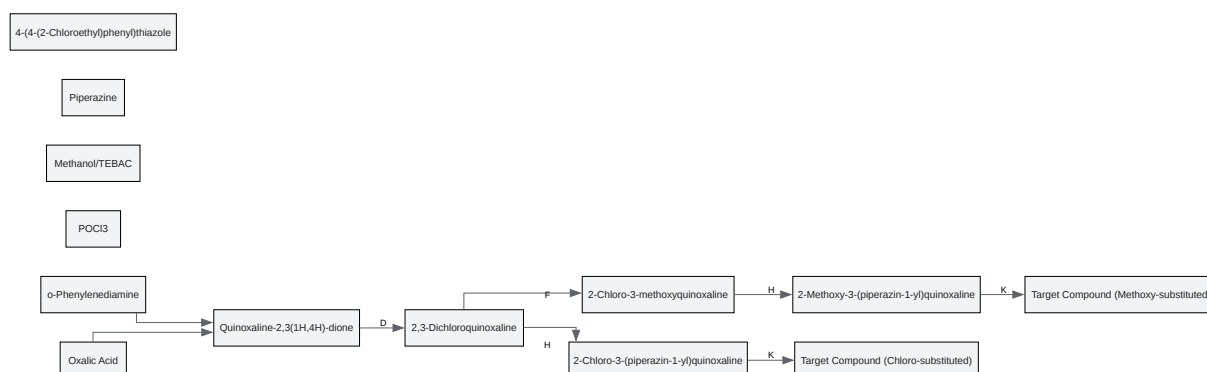 4-(4-(2-Chloroethyl)phenyl)thiazole
Piperazine
Methanol/TEBAC
POCl3
o-Phenylenediamine
F
2-Chloro-3-methoxyquinoxaline
H
2-Methoxy-3-(piperazin-1-yl)quinoxaline
K
Target Compound (Methoxy-substituted
Quinoxaline-2,3(1H,4H)-dione
D
2,3-Dichloroquinoxaline
H
Oxalic Acid
2-Chloro-3-(piperazin-1-yl)quinoxaline
K
Target Compound (Chloro-substituted)